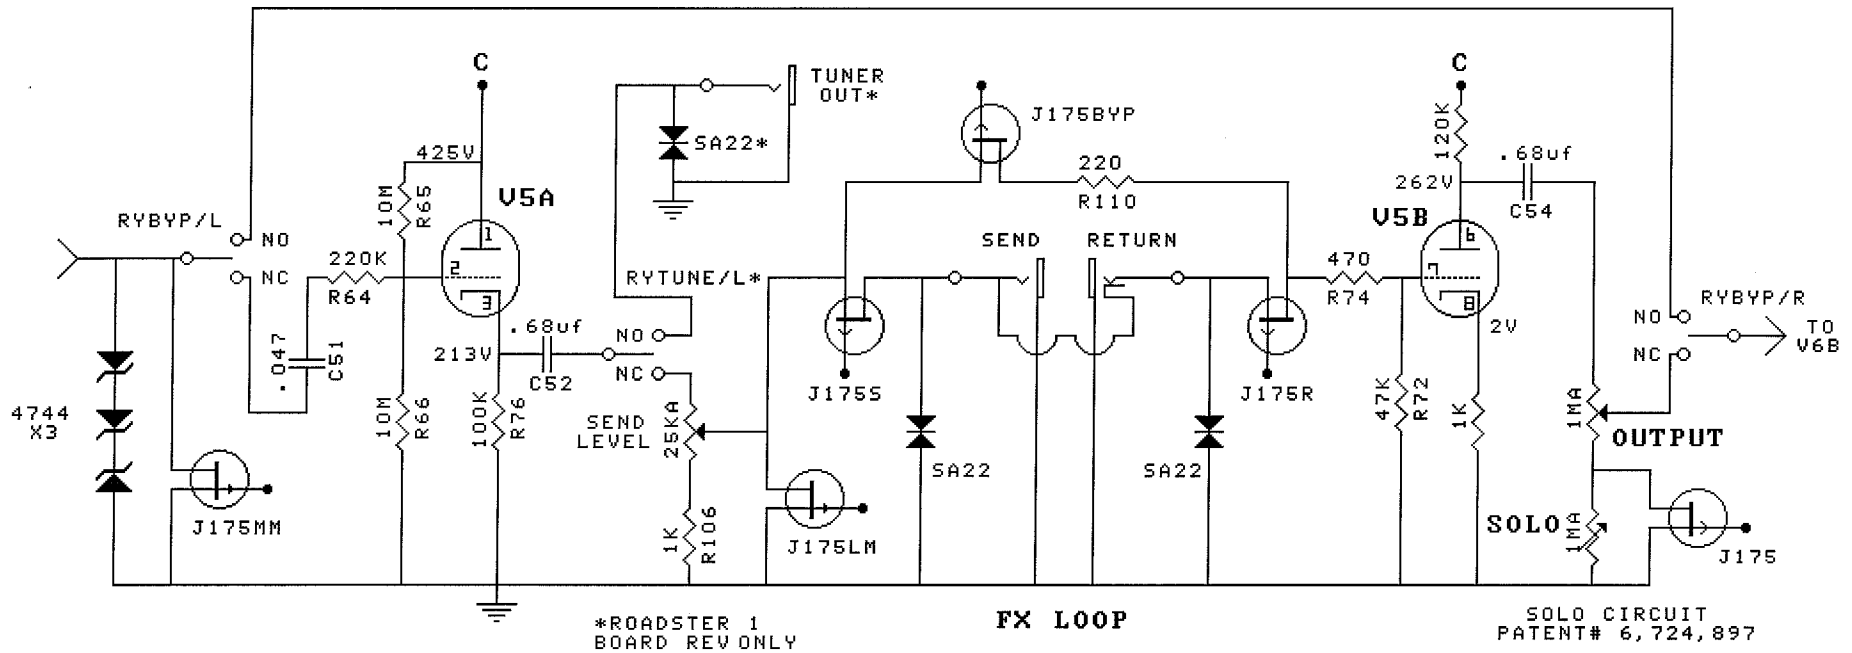 C
C
TUNER
OUT*
J175BYP
SA22*
120K
.68uf
425V
220
262V
R110
C54
10M
R65
V5A
V5B
RYBYP/L
1
6
NO
NC
220K
R64
2
3
SEND
RETURN
470
R74
7
8
RYTUNE/L*
RYBYP/R
2V
NO
NC
TO
V6B
.68uf
C52
213V
NO
NC
.047
C51
J175S
J175R
4744
X3
10M
R66
100K
R76
SEND
LEVEL
25KA
47K
R72
1K
1MA
OUTPUT
SA22
SA22
J175MM
1K
R106
J175LM
SOLO
1MA
J175
*ROADSTER 1
BOARD REV ONLY
FX LOOP
SOLO CIRCUIT
PATENT# 6,724,897